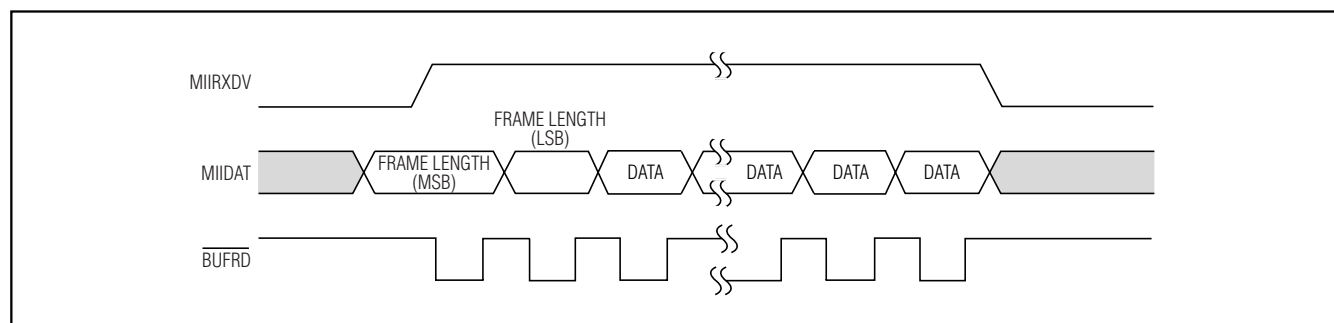 MIIRXDV
FRAME LENGTH
(LSB)
MIIDAT
FRAME LENGTH
(MSB)
DATA
DATA
DATA
DATA
BUFRD